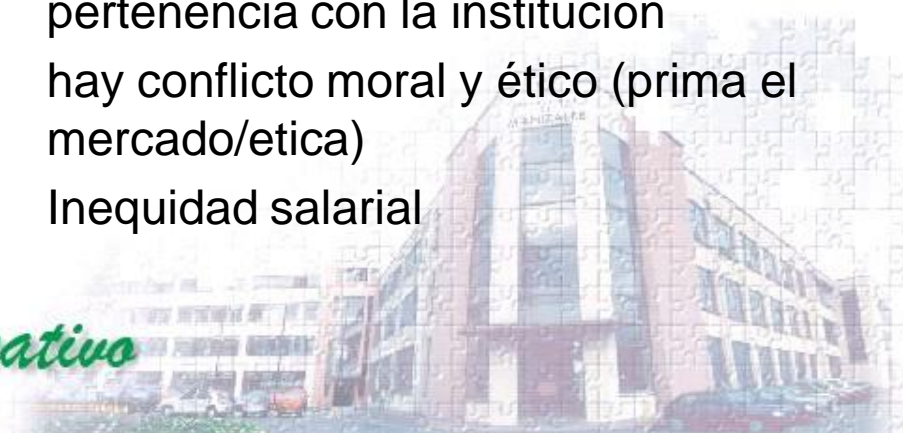 pertenencia con la institución
hay conflicto moral y ético (prima el
mercado/etica)
Inequidad salarial
ativo